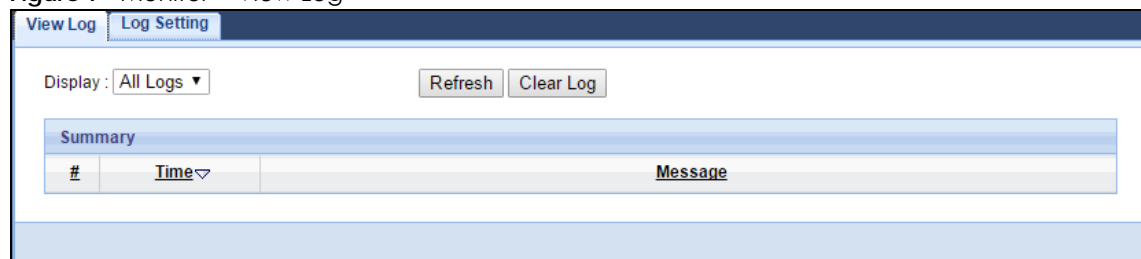 View Log Log Setting
Display : All Logs ▼ Refresh Clear Log
Summary
# Time Message